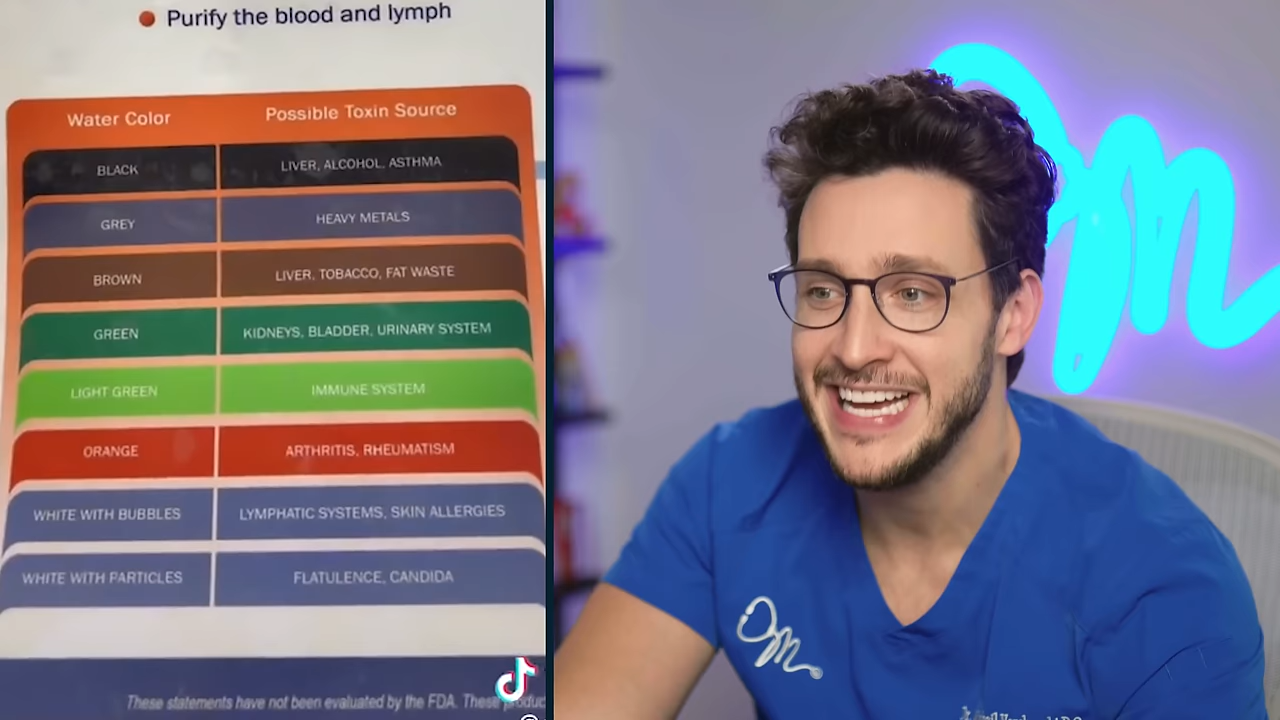 Purify the blood and lymph
Water Color Possible Toxin Source
BLACK LIVER, ALCOHOL, ASTHMA
GREY HEAVY METALS
BROWN LIVER, TOBACCO, FAT WASTE
GREEN KIDNEYS, BLADDER, URINARY SYSTEM
LIGHT GREEN IMMUNE SYSTEM
ORANGE ARTHRITIS, RHEUMATISM
WHITE WITH BUBBLES LYMPHATIC SYSTEMS, SKIN ALLERGIES
WHITE WITH PARTICLES FLATULENCE, CANDIDA
These statements have not been evaluated by the FDA. These